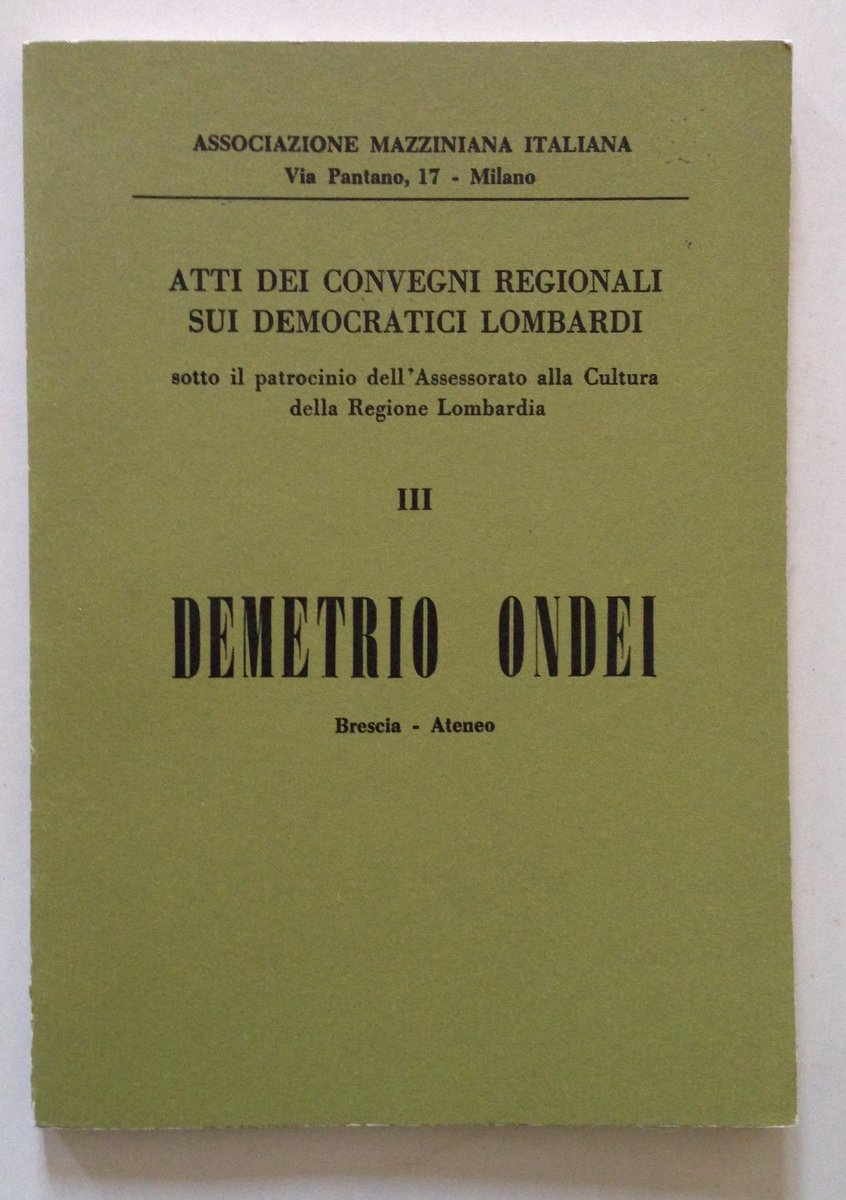 ASSOCIAZIONE MAZZINIANA ITALIANA
Via Pantano, 17 - Milano
ATTI DEI CONVEGNI REGIONALI
SUI DEMOCRATICI LOMBARDI
sotto il patrocinio dell'Assessorato alla Cultura
della Regione Lombardia
III
DEMETRIO ONDEI
Brescia - Ateneo